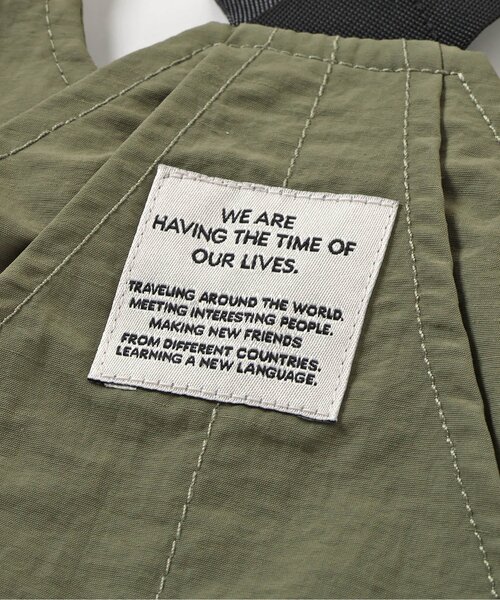 WE ARE
HAVING THE TIME OF
OUR LIVES.
TRAVELING AROUND THE WORLD.
MEETING INTERESTING PEOPLE.
MAKING NEW FRIENDS
FROM DIFFERENT COUNTRIES.
LEARNING A NEW LANGUAGE.